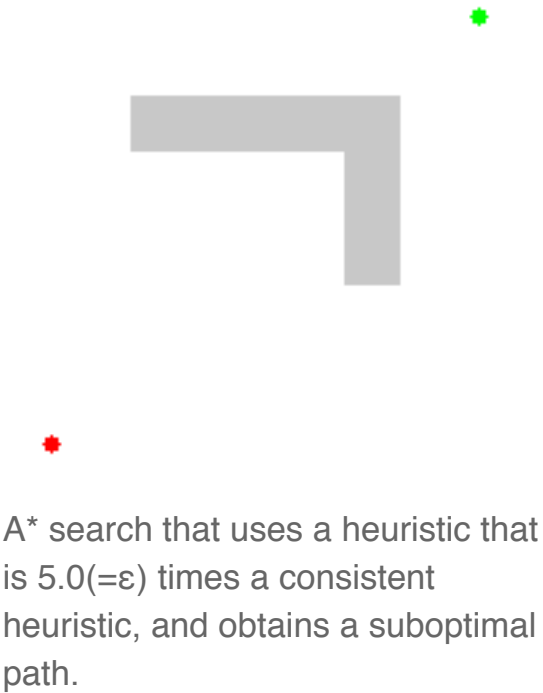 A* search that uses a heuristic that
is 5.0(=ε) times a consistent
heuristic, and obtains a suboptimal
path.